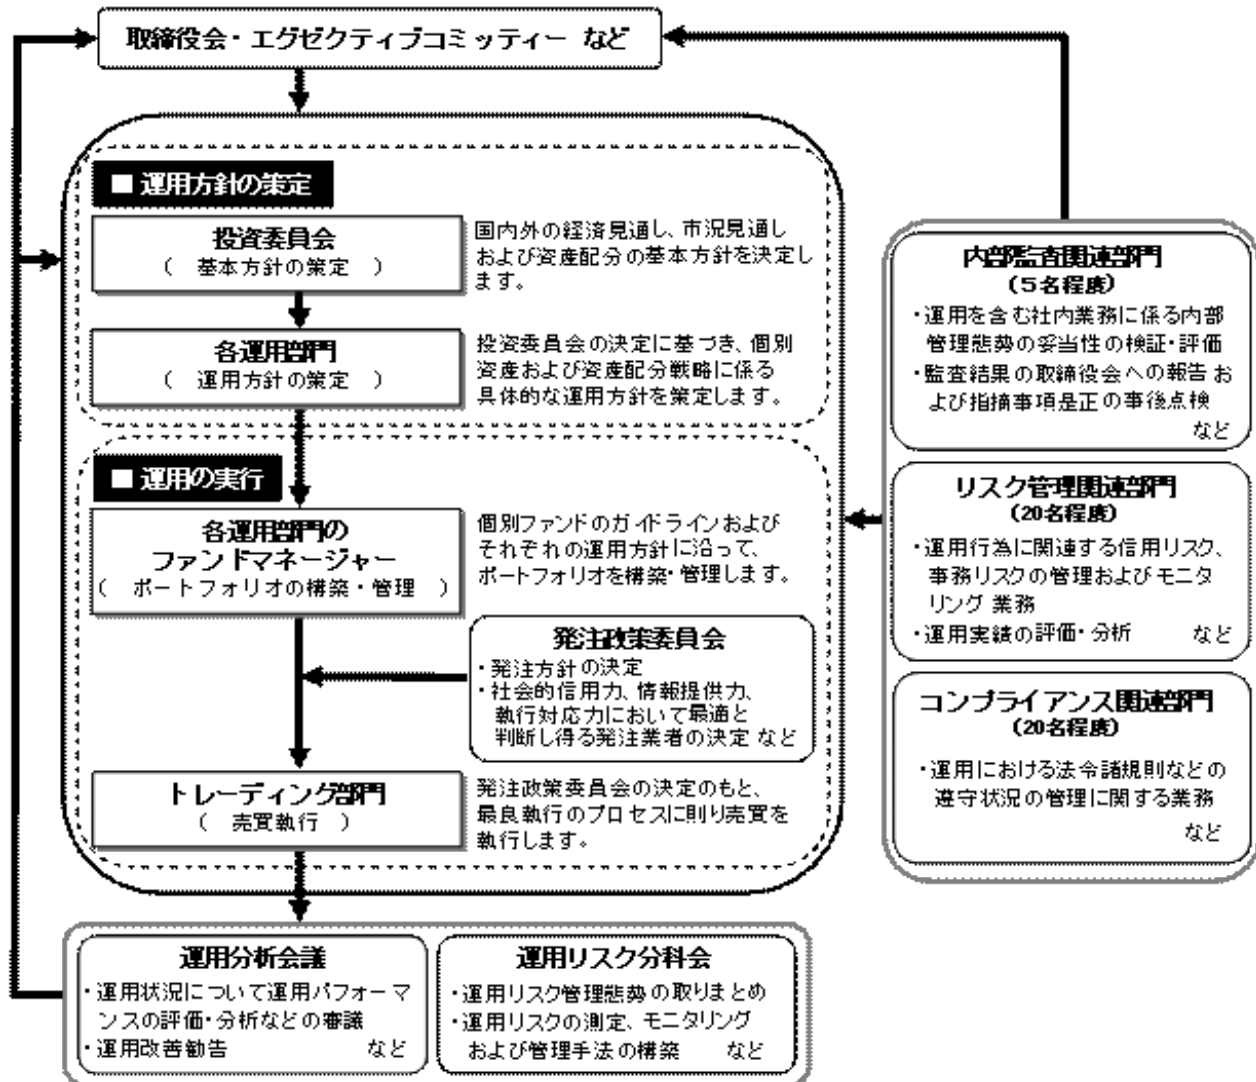 取締役会・エグゼクティブコミッティー など
■ 運用方針の策定
投資委員会
( 基本方針の策定 )
国内外の経済見通し、市況見通し
および資産配分の基本方針を決定し
ます。
各運用部門
( 運用方針の策定 )
投資委員会の決定に基づき、個別
資産および資産配分戦略に係る
具体的な運用方針を策定します。
■ 運用の実行
各運用部門の
ファンドマネージャー
( ポートフォリオの構築・管理 )
個別ファンドのガイドラインおよび
それぞれの運用方針に沿って、
ポートフォリオを構築・管理します。
発注政策委員会
・発注方針の決定
・社会的信用力、情報提供力、
執行対応力において最適と
判断し得る発注業者の決定 など
トレーディング部門
( 売買執行 )
発注政策委員会の決定のもと、
最良執行のプロセスに則り売買を
執行します。
内部監査関連部門
(5名程度)
・運用を含む社内業務に係る内部
管理態勢の妥当性の検証・評価
・監査結果の取締役会への報告 お
よび指摘事項是正の事後点検
など
リスク管理関連部門
(20名程度)
・運用行為に関連する信用リスク、
事務リスクの管理およびモニタ
リング 業務
・運用実績の評価・分析 など
コンプライアンス関連部門
(20名程度)
・運用における法令諸規則などの
遵守状況の管理に関する業務
など
運用分析会議
・運用状況について運用パフォーマ
ンスの評価・分析などの審議
・運用改善勧告 など
運用リスク分科会
・運用リスク管理態勢の取りまとめ
・運用リスクの測定、モニタリング
および管理手法の構築 など